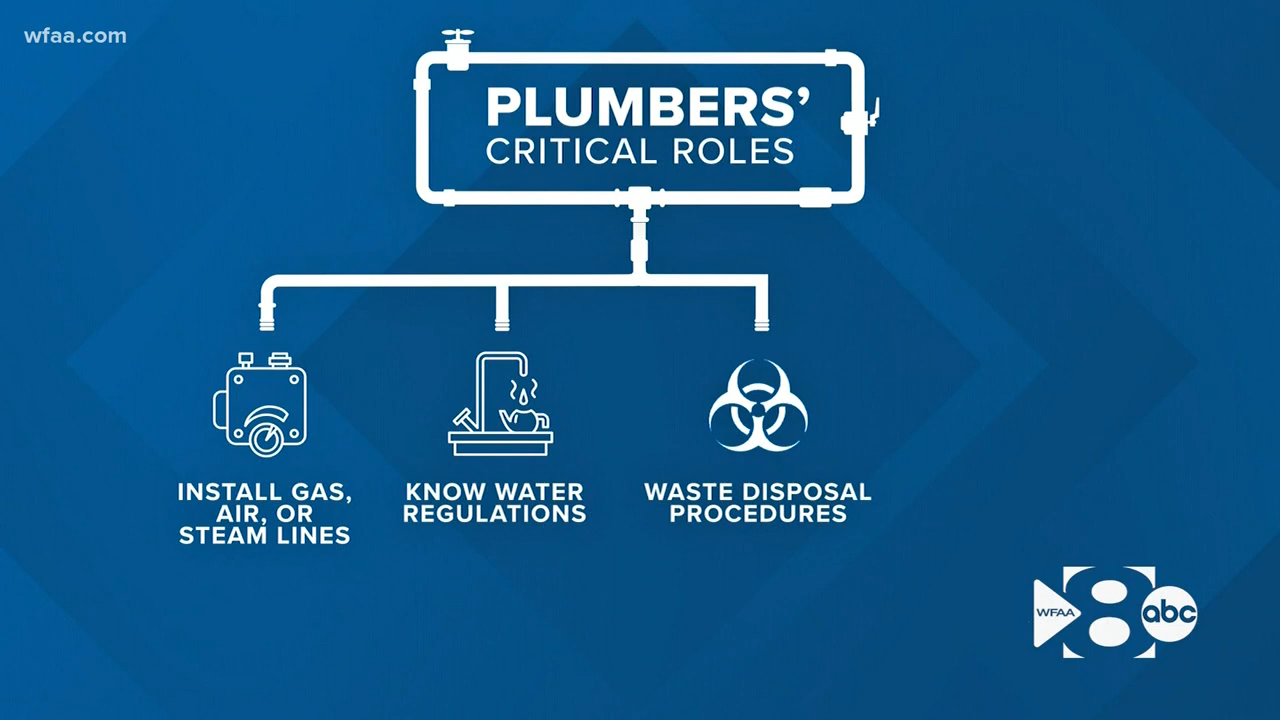 wfaa.com
PLUMBERS’
CRITICAL ROLES
INSTALL GAS,
AIR, OR
STEAM LINES
KNOW WATER
REGULATIONS
WASTE DISPOSAL
PROCEDURES
WFAA 8 abc